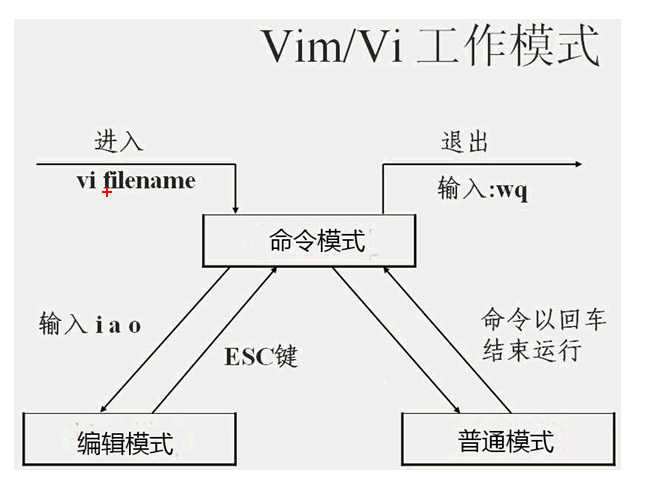 Vim/Vi 工作模式
进入
退出
vi filename
输入:wq
命令模式
输入 i a o
命令以回车
结束运行
ESC键
编辑模式
普通模式